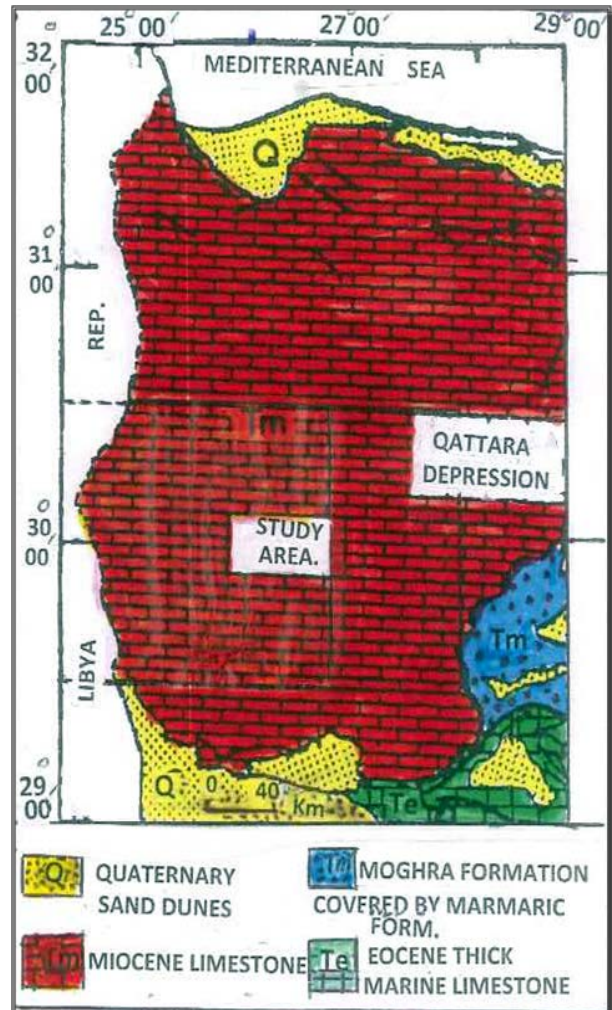 25°00′ 27°00′ 29°00′
32°
00′
MEDITERRANEAN SEA
Q
31°
00′
REP.
Tm
QATTARA
DEPRESSION
30°
00′
STUDY
AREA.
Tm
LIBYA
29°
00′
Q 0 40 Km
Te
Q QUATERNARY
SAND DUNES
Tm MOGHRA FORMATION
COVERED BY MARMARIC
FORM.
Tm MIOCENE LIMESTONE
Te EOCENE THICK
MARINE LIMESTONE